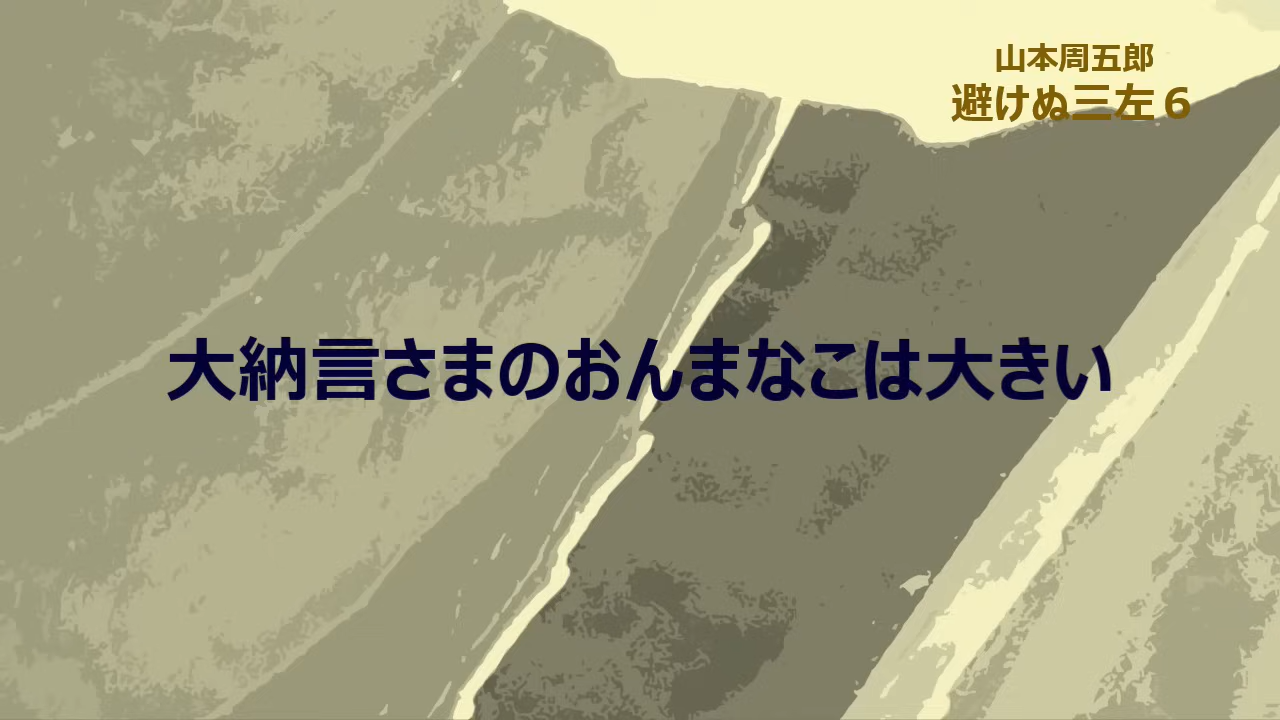 山本周五郎
避けぬ三左６
大納言さまのおんまなこは大きい